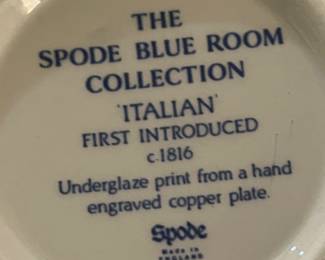 THE
SPODE BLUE ROOM
COLLECTION
'ITALIAN'
FIRST INTRODUCED
c.1816
Underglaze print from a hand
engraved copper plate.
Spode
Made in
ENGLAND